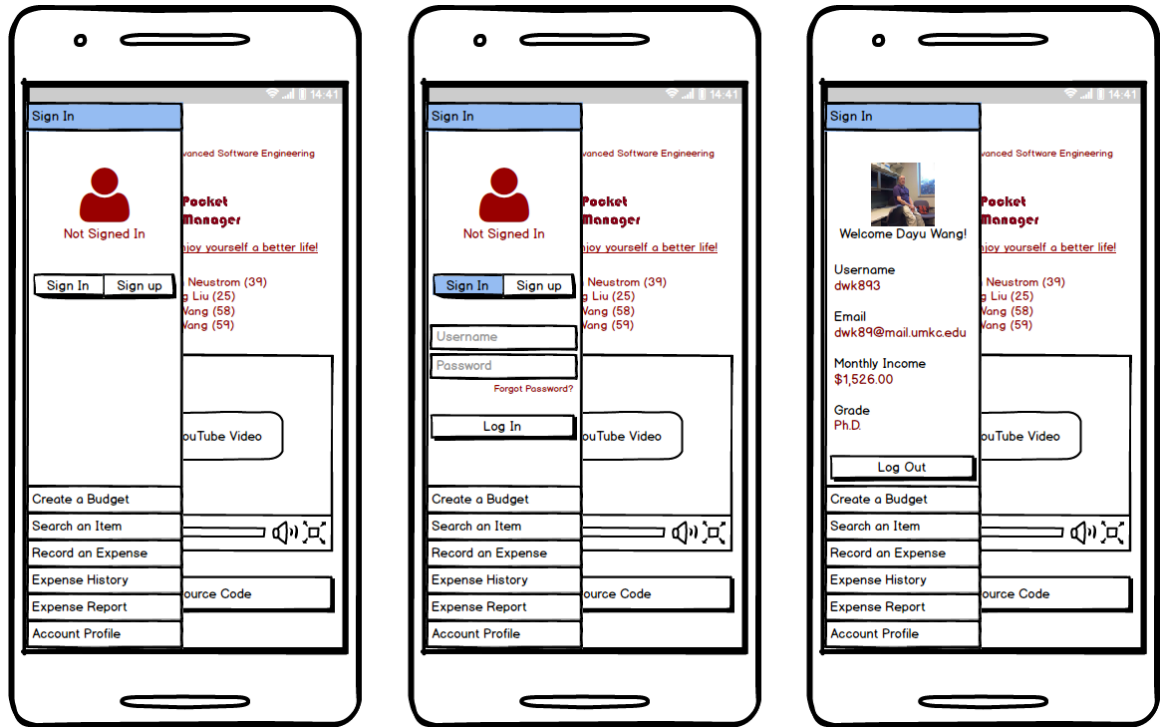 14:41
Sign In
vanced Software Engineering
Pocket
Manager
Not Signed In
njoy yourself a better life!
Sign In Sign up
Neustrom (39)
g Liu (25)
Wang (58)
Wang (59)
ouTube Video
Create a Budget
Search an Item
Record an Expense
Expense History
ource Code
Expense Report
Account Profile
14:41
Sign In
vanced Software Engineering
Pocket
Manager
Not Signed In
njoy yourself a better life!
Sign In Sign up
Neustrom (39)
g Liu (25)
Wang (58)
Wang (59)
Username
Password
Forgot Password?
Log In
ouTube Video
Create a Budget
Search an Item
Record an Expense
Expense History
ource Code
Expense Report
Account Profile
14:41
Sign In
vanced Software Engineering
Pocket
Manager
Welcome Dayu Wang!
njoy yourself a better life!
Username
dwk893
Neustrom (39)
g Liu (25)
Wang (58)
Wang (59)
Email
dwk89@mail.umkc.edu
Monthly Income
$1,526.00
Grade
Ph.D.
ouTube Video
Log Out
Create a Budget
Search an Item
Record an Expense
Expense History
ource Code
Expense Report
Account Profile